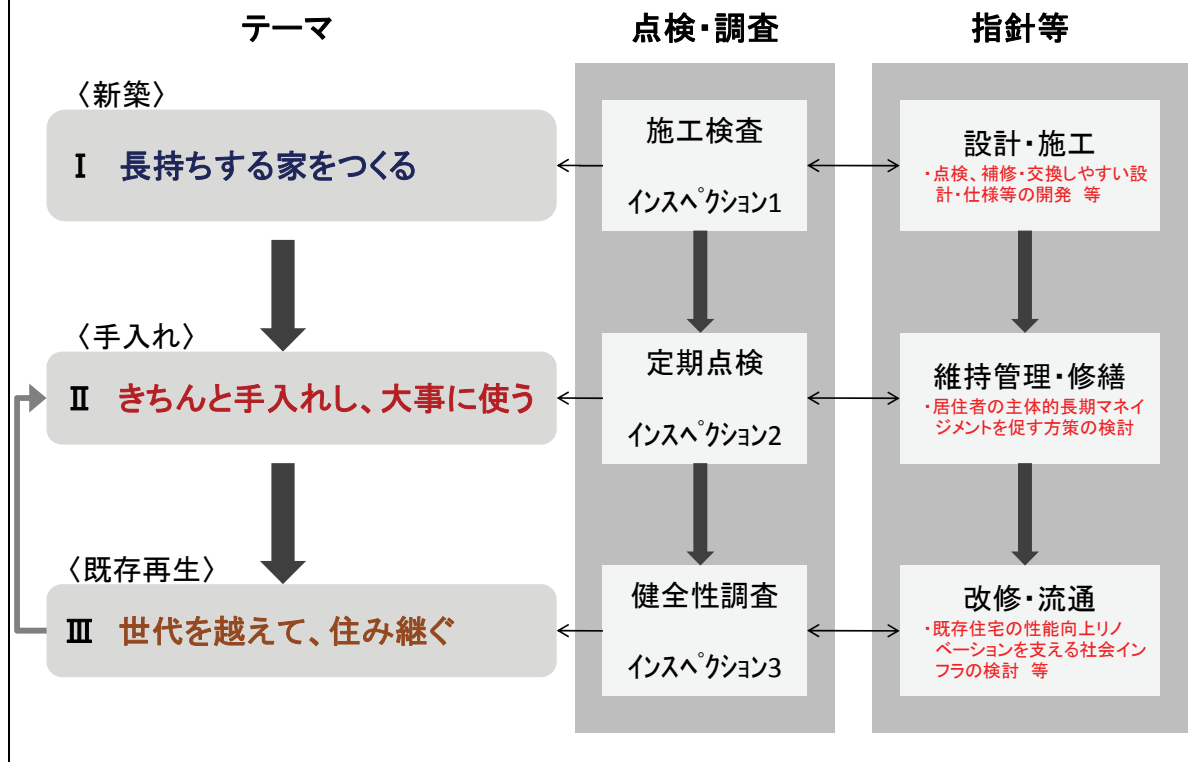 テーマ
点検・調査
指針等
〈新築〉
Ⅰ 長持ちする家をつくる
施工検査
インスペクション1
設計・施工
・点検、補修・交換しやすい設
計・仕様等の開発 等
〈手入れ〉
Ⅱ きちんと手入れし、大事に使う
定期点検
インスペクション2
維持管理・修繕
・居住者の主体的長期マネイ
ジメントを促す方策の検討
〈既存再生〉
Ⅲ 世代を越えて、住み継ぐ
健全性調査
インスペクション3
改修・流通
・既存住宅の性能向上リノ
ベーションを支える社会イン
フラの検討 等